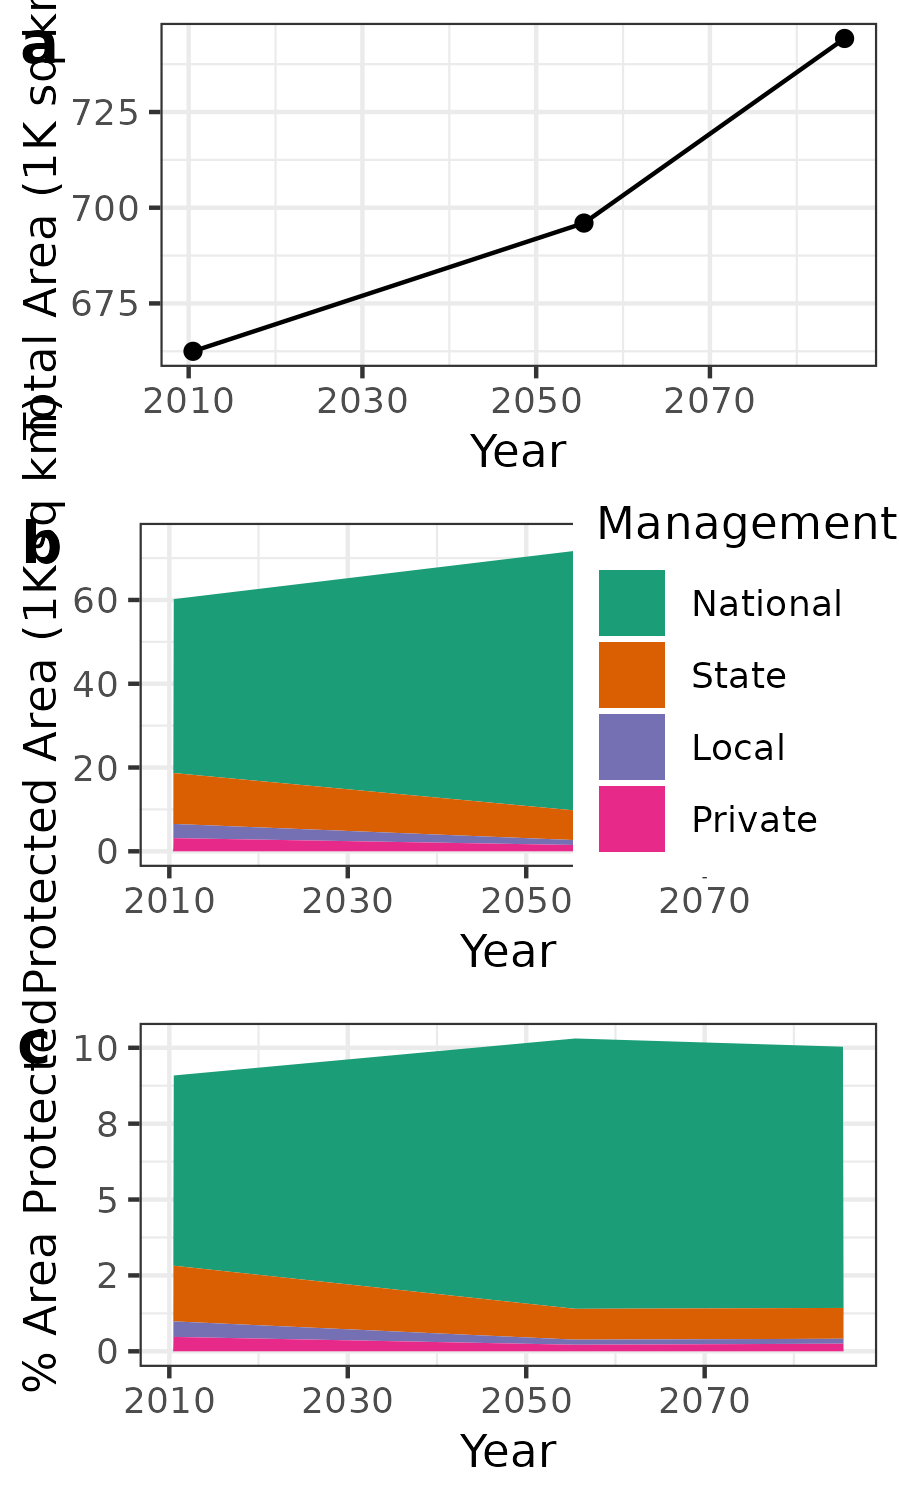 a
Total Area (1K sq km)
725
700
675
2010 2030 2050 2070
Year
b
Protected Area (1K sq km)
Management
National
State
Local
Private
60
40
20
0
2010 2030 2050 2070
Year
c
% Area Protected
10
8
5
2
0
2010 2030 2050 2070
Year